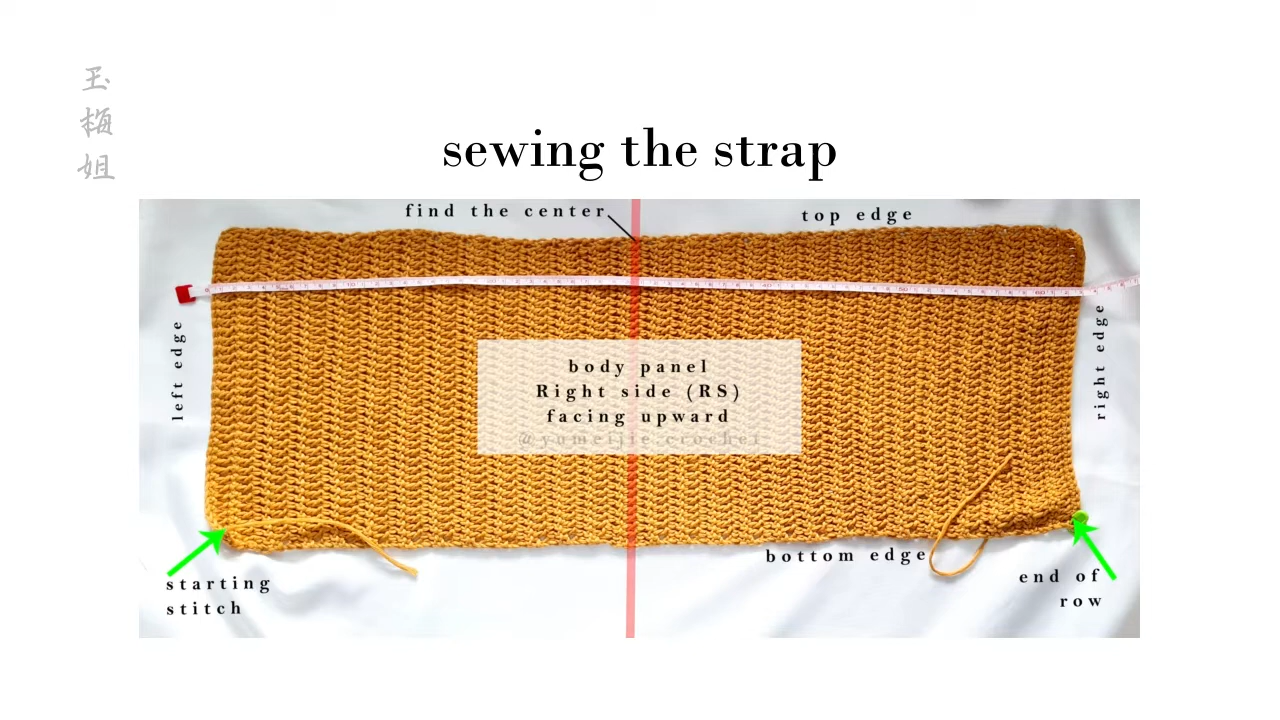 玉
梅
姐
sewing the strap
find the center
top edge
left edge
right edge
body panel
Right side (RS)
facing upward
@yumeijie.crochet
bottom edge
starting
stitch
end of
row